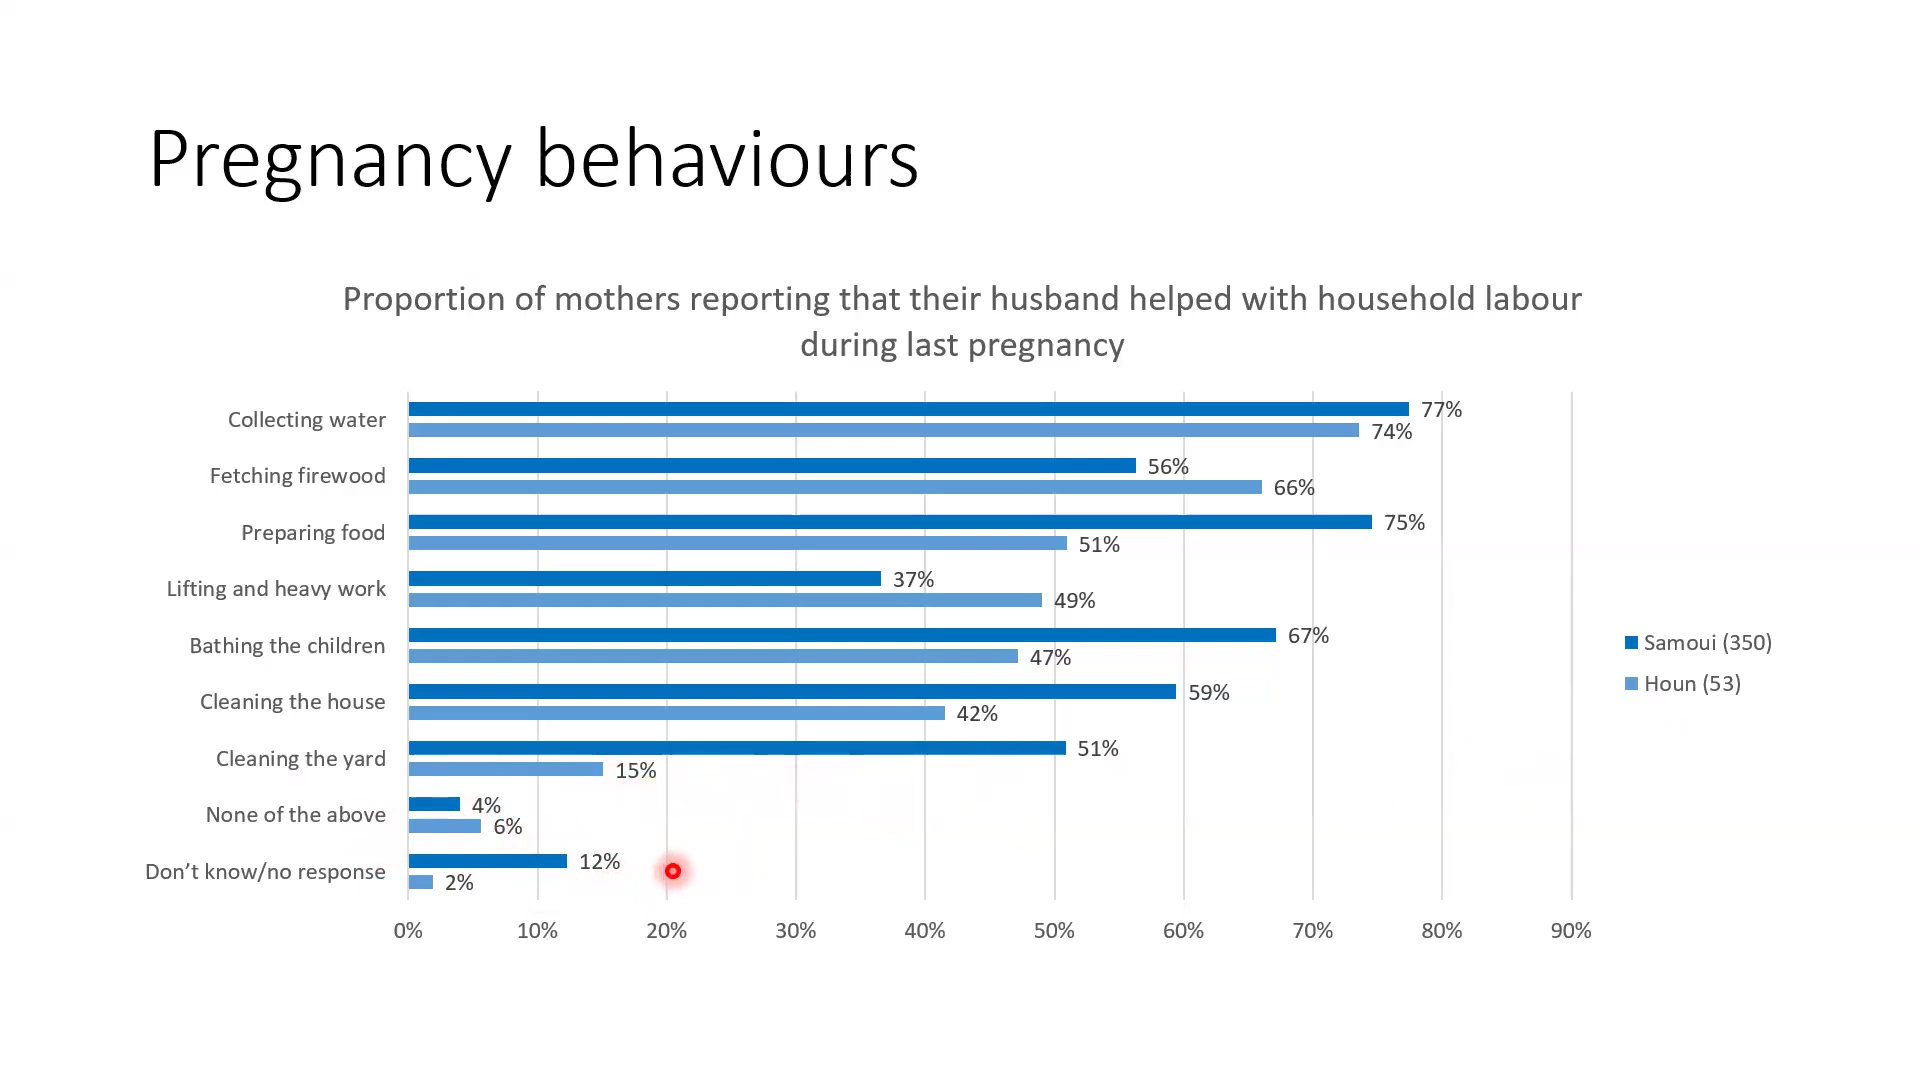 Pregnancy behaviours
Proportion of mothers reporting that their husband helped with household labour
during last pregnancy
Collecting water
77%
74%
Fetching firewood
56%
66%
Preparing food
75%
51%
Lifting and heavy work
37%
49%
Bathing the children
67%
47%
Cleaning the house
59%
42%
Cleaning the yard
51%
15%
None of the above
4%
6%
Don’t know/no response
12%
2%
0% 10% 20% 30% 40% 50% 60% 70% 80% 90%
Samoui (350)
Houn (53)